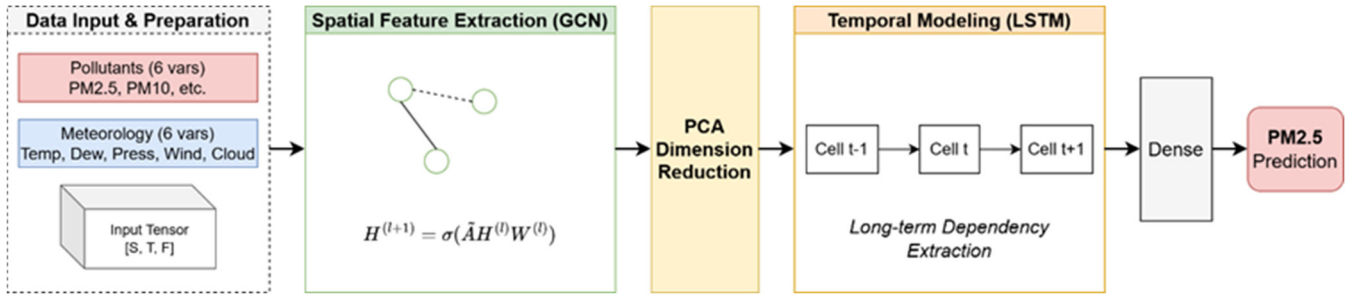 Data Input & Preparation
Pollutants (6 vars)
PM2.5, PM10, etc.
Meteorology (6 vars)
Temp, Dew, Press, Wind, Cloud
Input Tensor
[S, T, F]
Spatial Feature Extraction (GCN)
H^{(l+1)} = σ(ÃH^{(l)}W^{(l)})
PCA
Dimension
Reduction
Temporal Modeling (LSTM)
Cell t-1
Cell t
Cell t+1
Long-term Dependency
Extraction
Dense
PM2.5
Prediction